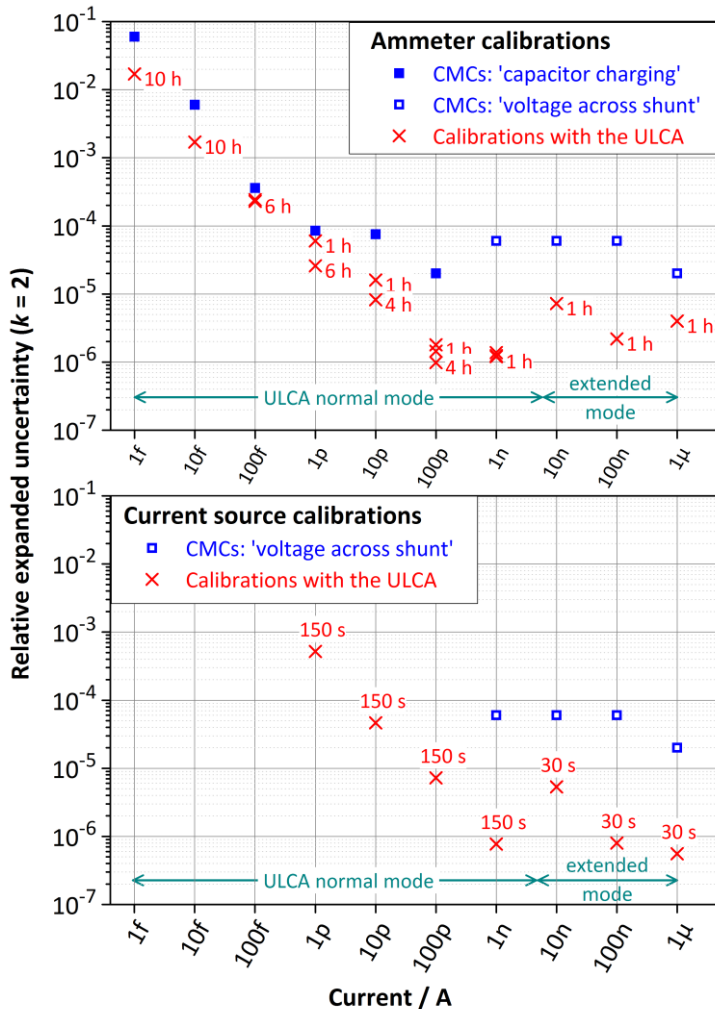 Relative expanded uncertainty (k = 2)
10⁻¹
10⁻²
10⁻³
10⁻⁴
10⁻⁵
10⁻⁶
10⁻⁷
Ammeter calibrations
CMCs: 'capacitor charging'
CMCs: 'voltage across shunt'
Calibrations with the ULCA
10 h
10 h
6 h
1 h
6 h
1 h
4 h
1 h
4 h
1 h
1 h
1 h
1 h
ULCA normal mode
extended
mode
1f
10f
100f
1p
10p
100p
1n
10n
100n
1µ
10⁻¹
10⁻²
10⁻³
10⁻⁴
10⁻⁵
10⁻⁶
10⁻⁷
Current source calibrations
CMCs: 'voltage across shunt'
Calibrations with the ULCA
150 s
150 s
150 s
150 s
30 s
30 s
30 s
ULCA normal mode
extended
mode
1f
10f
100f
1p
10p
100p
1n
10n
100n
1µ
Current / A